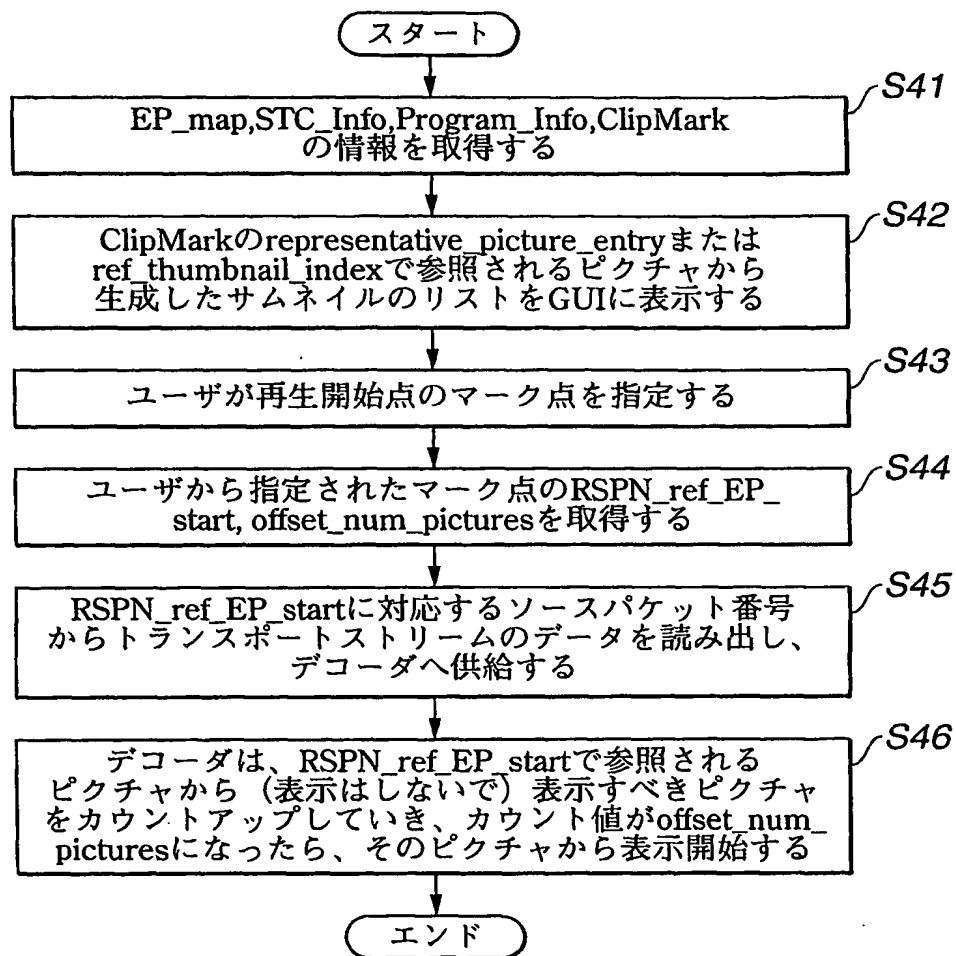 スタート
S41
EP_map,STC_Info,Program_Info,ClipMark
の情報を取得する
S42
ClipMarkのrepresentative_picture_entryまたは
ref_thumbnail_indexで参照されるピクチャから
生成したサムネイルのリストをGUIに表示する
S43
ユーザが再生開始点のマーク点を指定する
S44
ユーザから指定されたマーク点のRSPN_ref_EP_
start, offset_num_picturesを取得する
S45
RSPN_ref_EP_startに対応するソースパケット番号
からトランスポートストリームのデータを読み出し、
デコーダへ供給する
S46
デコーダは、RSPN_ref_EP_startで参照される
ピクチャから（表示はしないで）表示すべきピクチャ
をカウントアップしていき、カウント値がoffset_num_
picturesになったら、そのピクチャから表示開始する
エンド